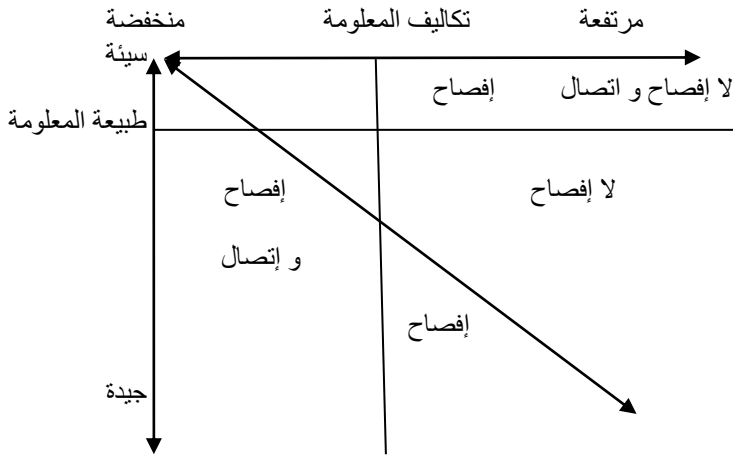 مرتفعة تكاليف المعلومة منخفضة
سيئة
لا إفصاح و اتصال إفصاح
طبيعة المعلومة
لا إفصاح إفصاح
و إتصال
إفصاح
جيدة